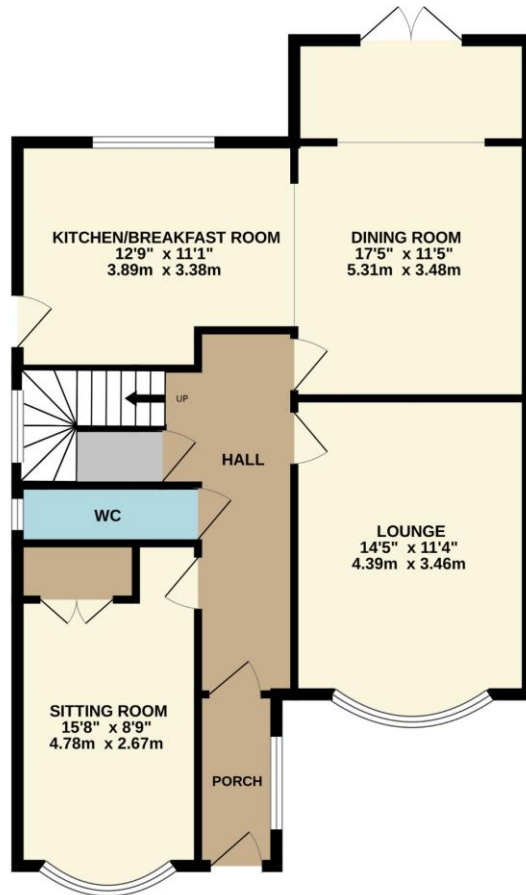 KITCHEN/BREAKFAST ROOM
12'9" x 11'1"
3.89m x 3.38m
DINING ROOM
17'5" x 11'5"
5.31m x 3.48m
UP
HALL
WC
LOUNGE
14'5" x 11'4"
4.39m x 3.46m
SITTING ROOM
15'8" x 8'9"
4.78m x 2.67m
PORCH